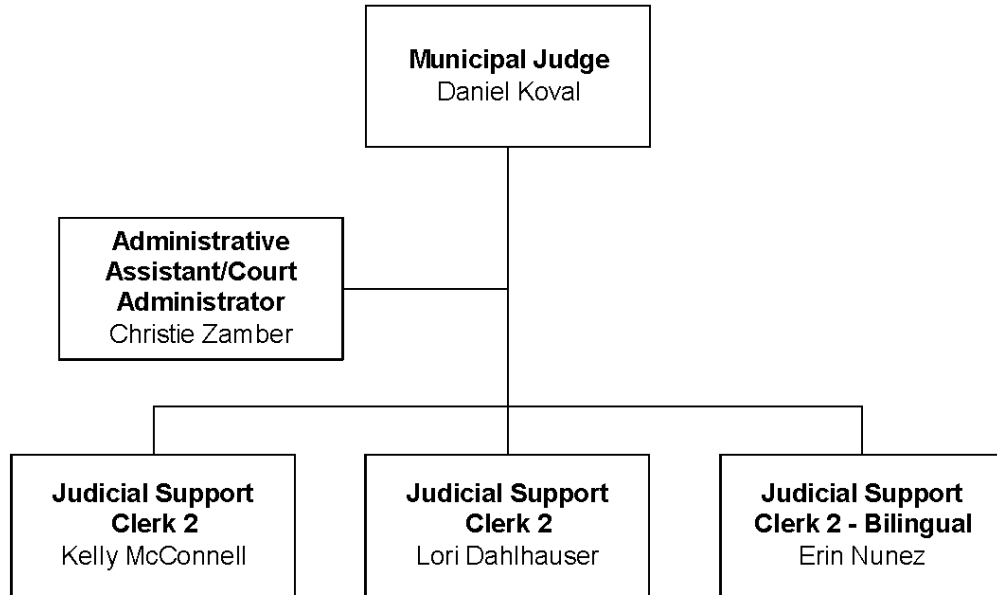 Municipal Judge
Daniel Koval
Administrative
Assistant/Court
Administrator
Christie Zamber
Judicial Support
Clerk 2
Kelly McConnell
Judicial Support
Clerk 2
Lori Dahlhauser
Judicial Support
Clerk 2 - Bilingual
Erin Nunez